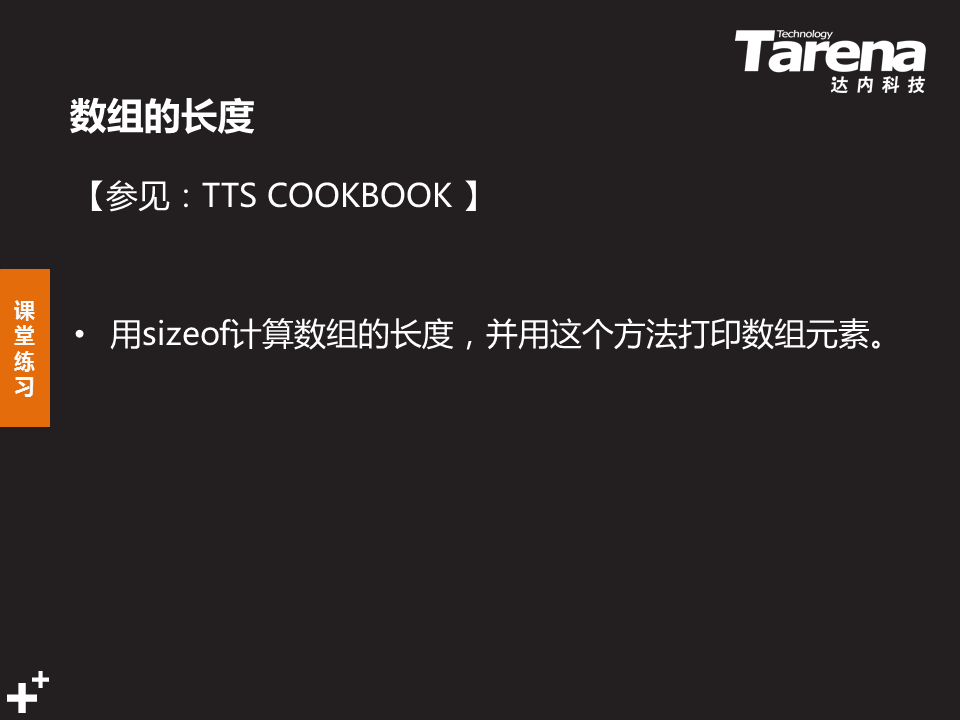 Technology
Tarena
达内科技
数组的长度
【参见：TTS COOKBOOK 】
课
堂
练
习
• 用sizeof计算数组的长度，并用这个方法打印数组元素。